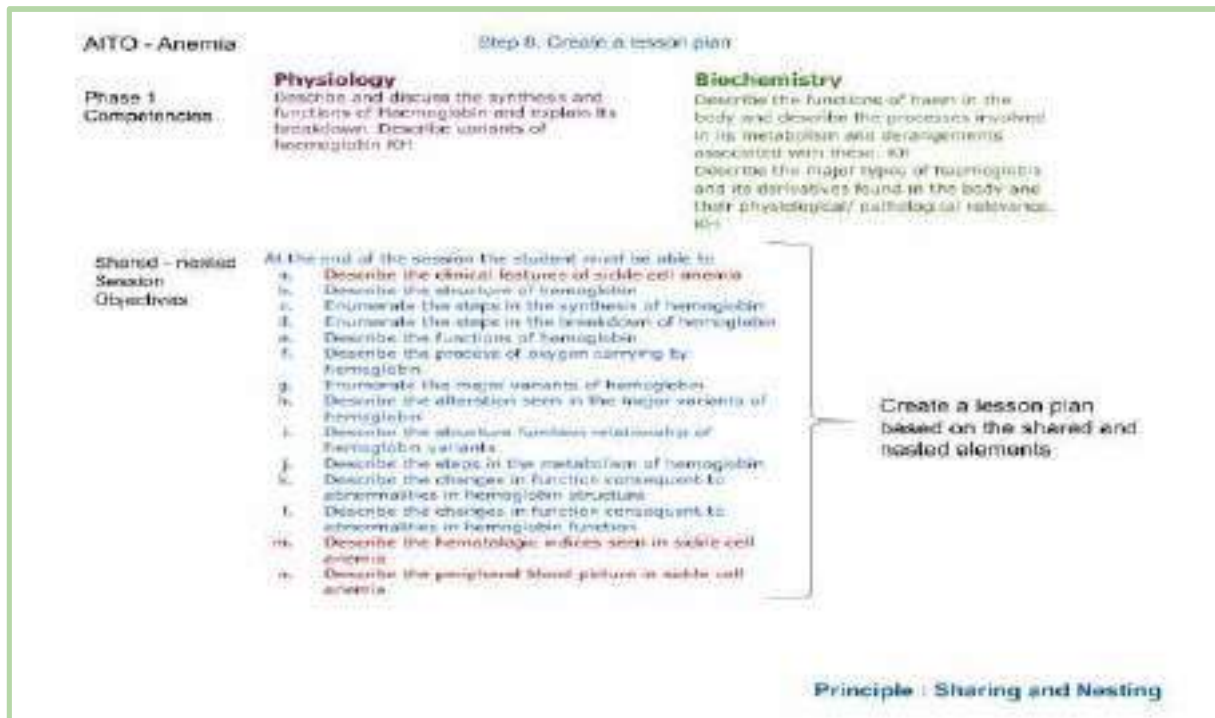 AITO - Anemia
Step 8. Create a lesson plan
Phase 1
Competencies
Physiology
Describe and discuss the synthesis and
functions of Haemoglobin and explain its
breakdown. Describe variants of
haemoglobin KH
Biochemistry
Describe the functions of haem in the
body and describe the processes involved
in its metabolism and derangements
associated with these. KH
Describe the major types of haemoglobin
and its derivatives found in the body and
their physiological/ pathological relevance.
KH
Shared - nested
Session
Objectives
At the end of the session the student must be able to
a. Describe the clinical features of sickle cell anemia
b. Describe the structure of hemoglobin
c. Enumerate the steps in the synthesis of hemoglobin
d. Enumerate the steps in the breakdown of hemoglobin
e. Describe the functions of hemoglobin
f. Describe the process of oxygen carrying by
hemoglobin
g. Enumerate the major variants of hemoglobin
h. Describe the alteration seen in the major variants of
hemoglobin
i. Describe the structure function relationship of
hemoglobin variants
j. Describe the steps in the metabolism of hemoglobin
k. Describe the changes in function consequent to
abnormalities in hemoglobin structure
l. Describe the changes in function consequent to
abnormalities in hemoglobin function
m. Describe the hematologic indices seen in sickle cell
anemia
n. Describe the peripheral blood picture in sickle cell
anemia
Create a lesson plan
based on the shared and
nested elements
Principle : Sharing and Nesting